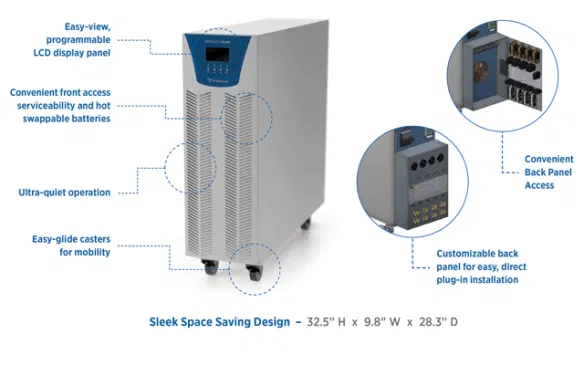 Easy-view,
programmable
LCD display panel
Convenient front access
serviceability and hot
swappable batteries
Ultra-quiet operation
Easy-glide casters
for mobility
Convenient
Back Panel
Access
Customizable back
panel for easy, direct
plug-in installation
Sleek Space Saving Design – 32.5” H x 9.8” W x 28.3” D